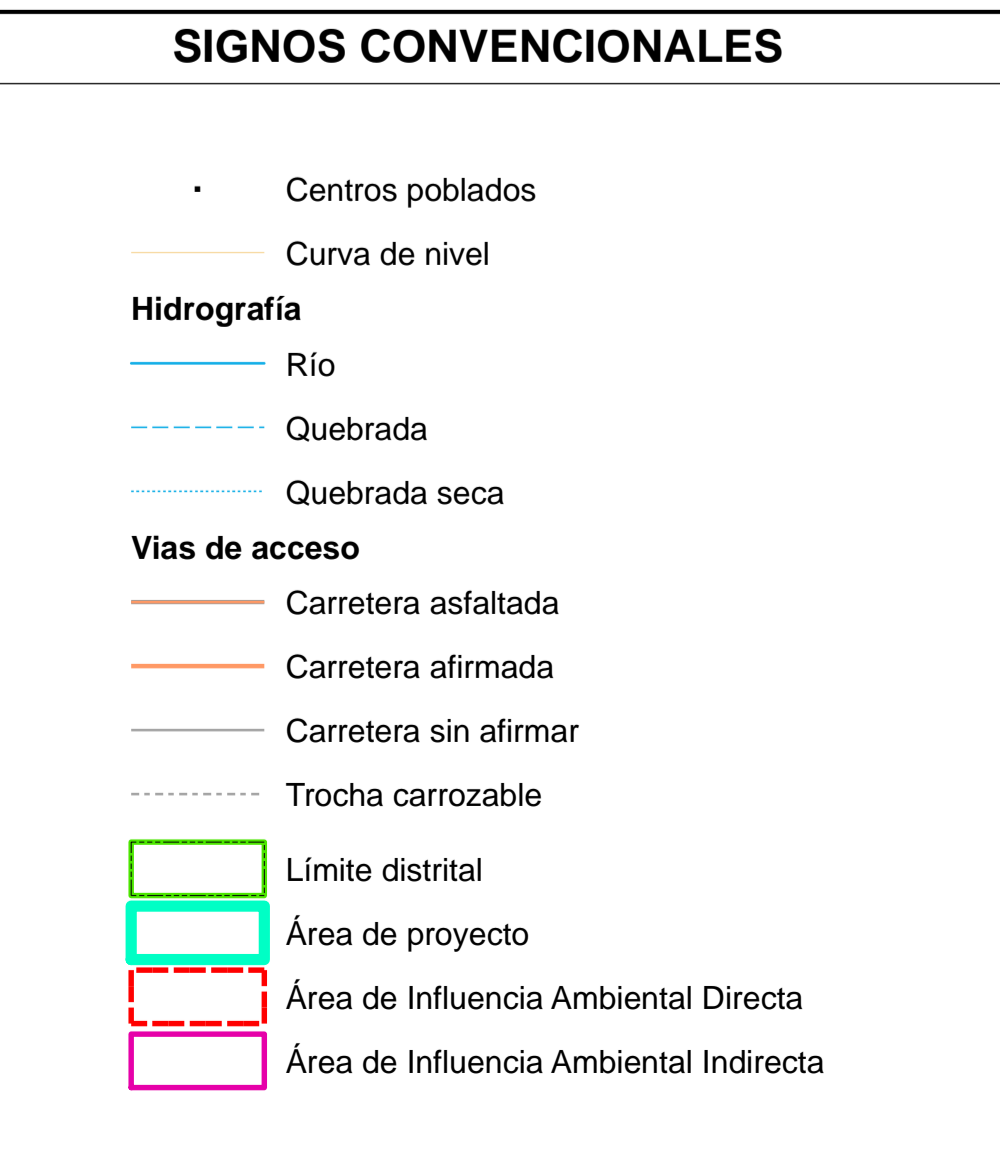 SIGNOS CONVENCIONALES
Centros poblados
Curva de nivel
Hidrografía
Río
Quebrada
Quebrada seca
Vias de acceso
Carretera asfaltada
Carretera afirmada
Carretera sin afirmar
Trocha carrozable
Límite distrital
Área de proyecto
Área de Influencia Ambiental Directa
Área de Influencia Ambiental Indirecta